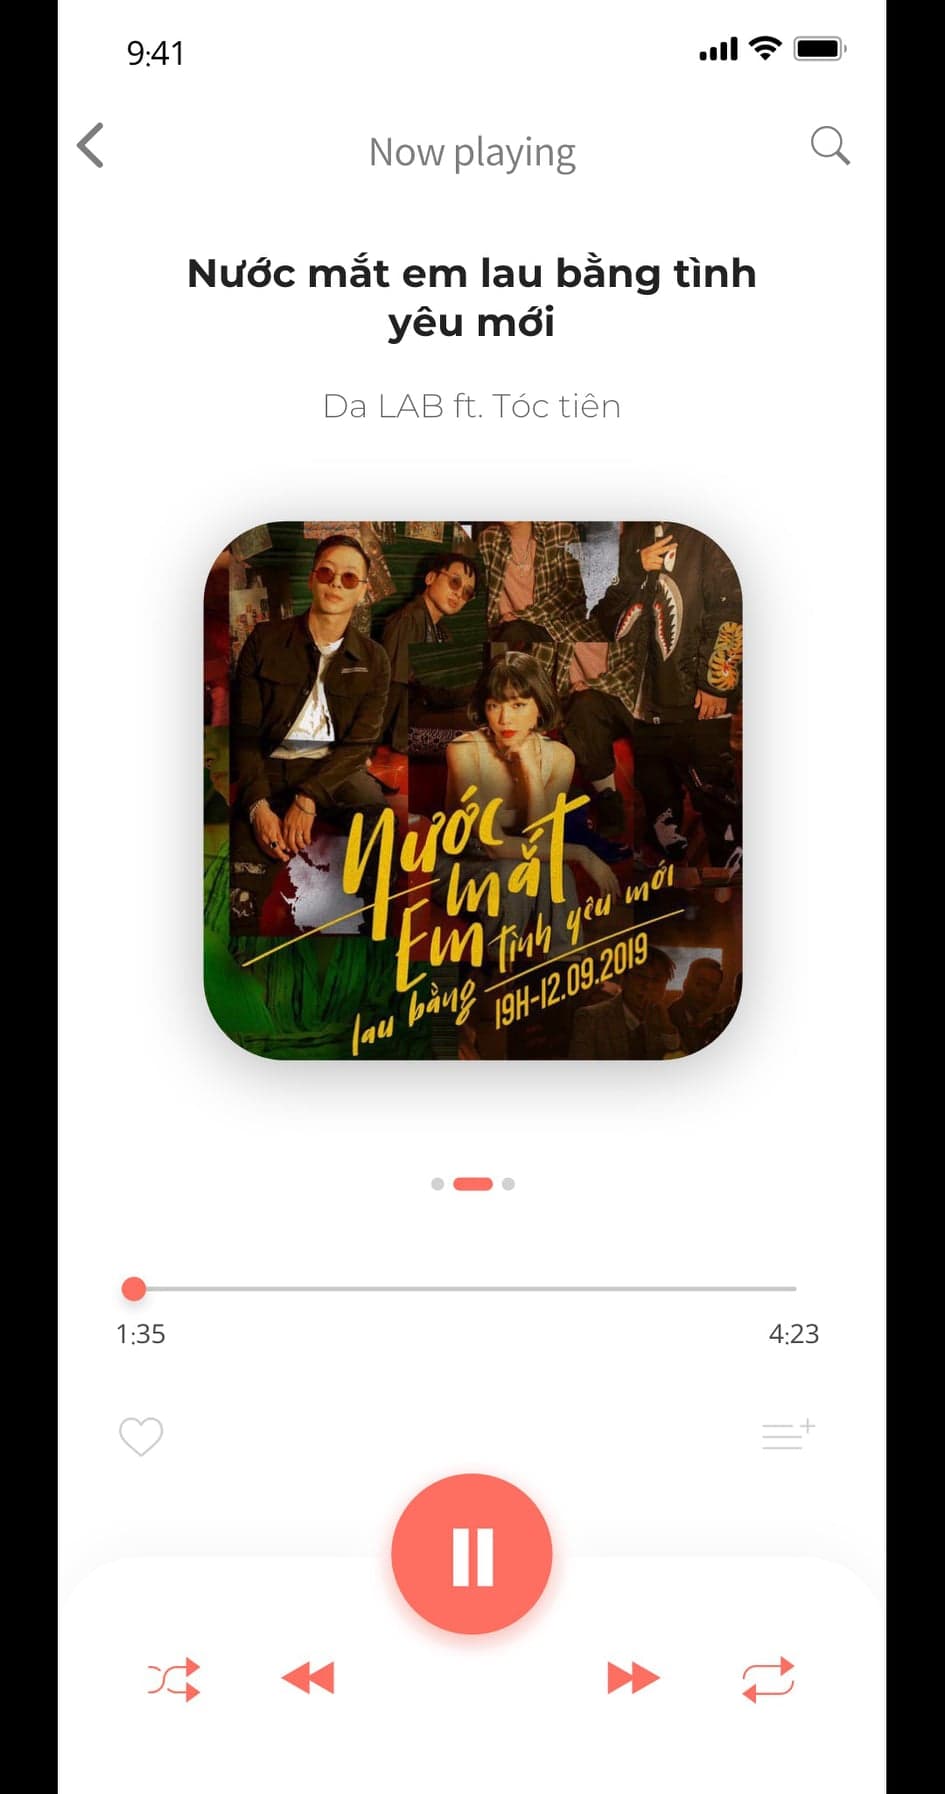 9:41
Now playing
Nước mắt em lau bằng tình
yêu mới
Da LAB ft. Tóc tiên
Nước
mắt
Em tình yêu mới
lau bằng 19H-12.09.2019
1:35
4:23